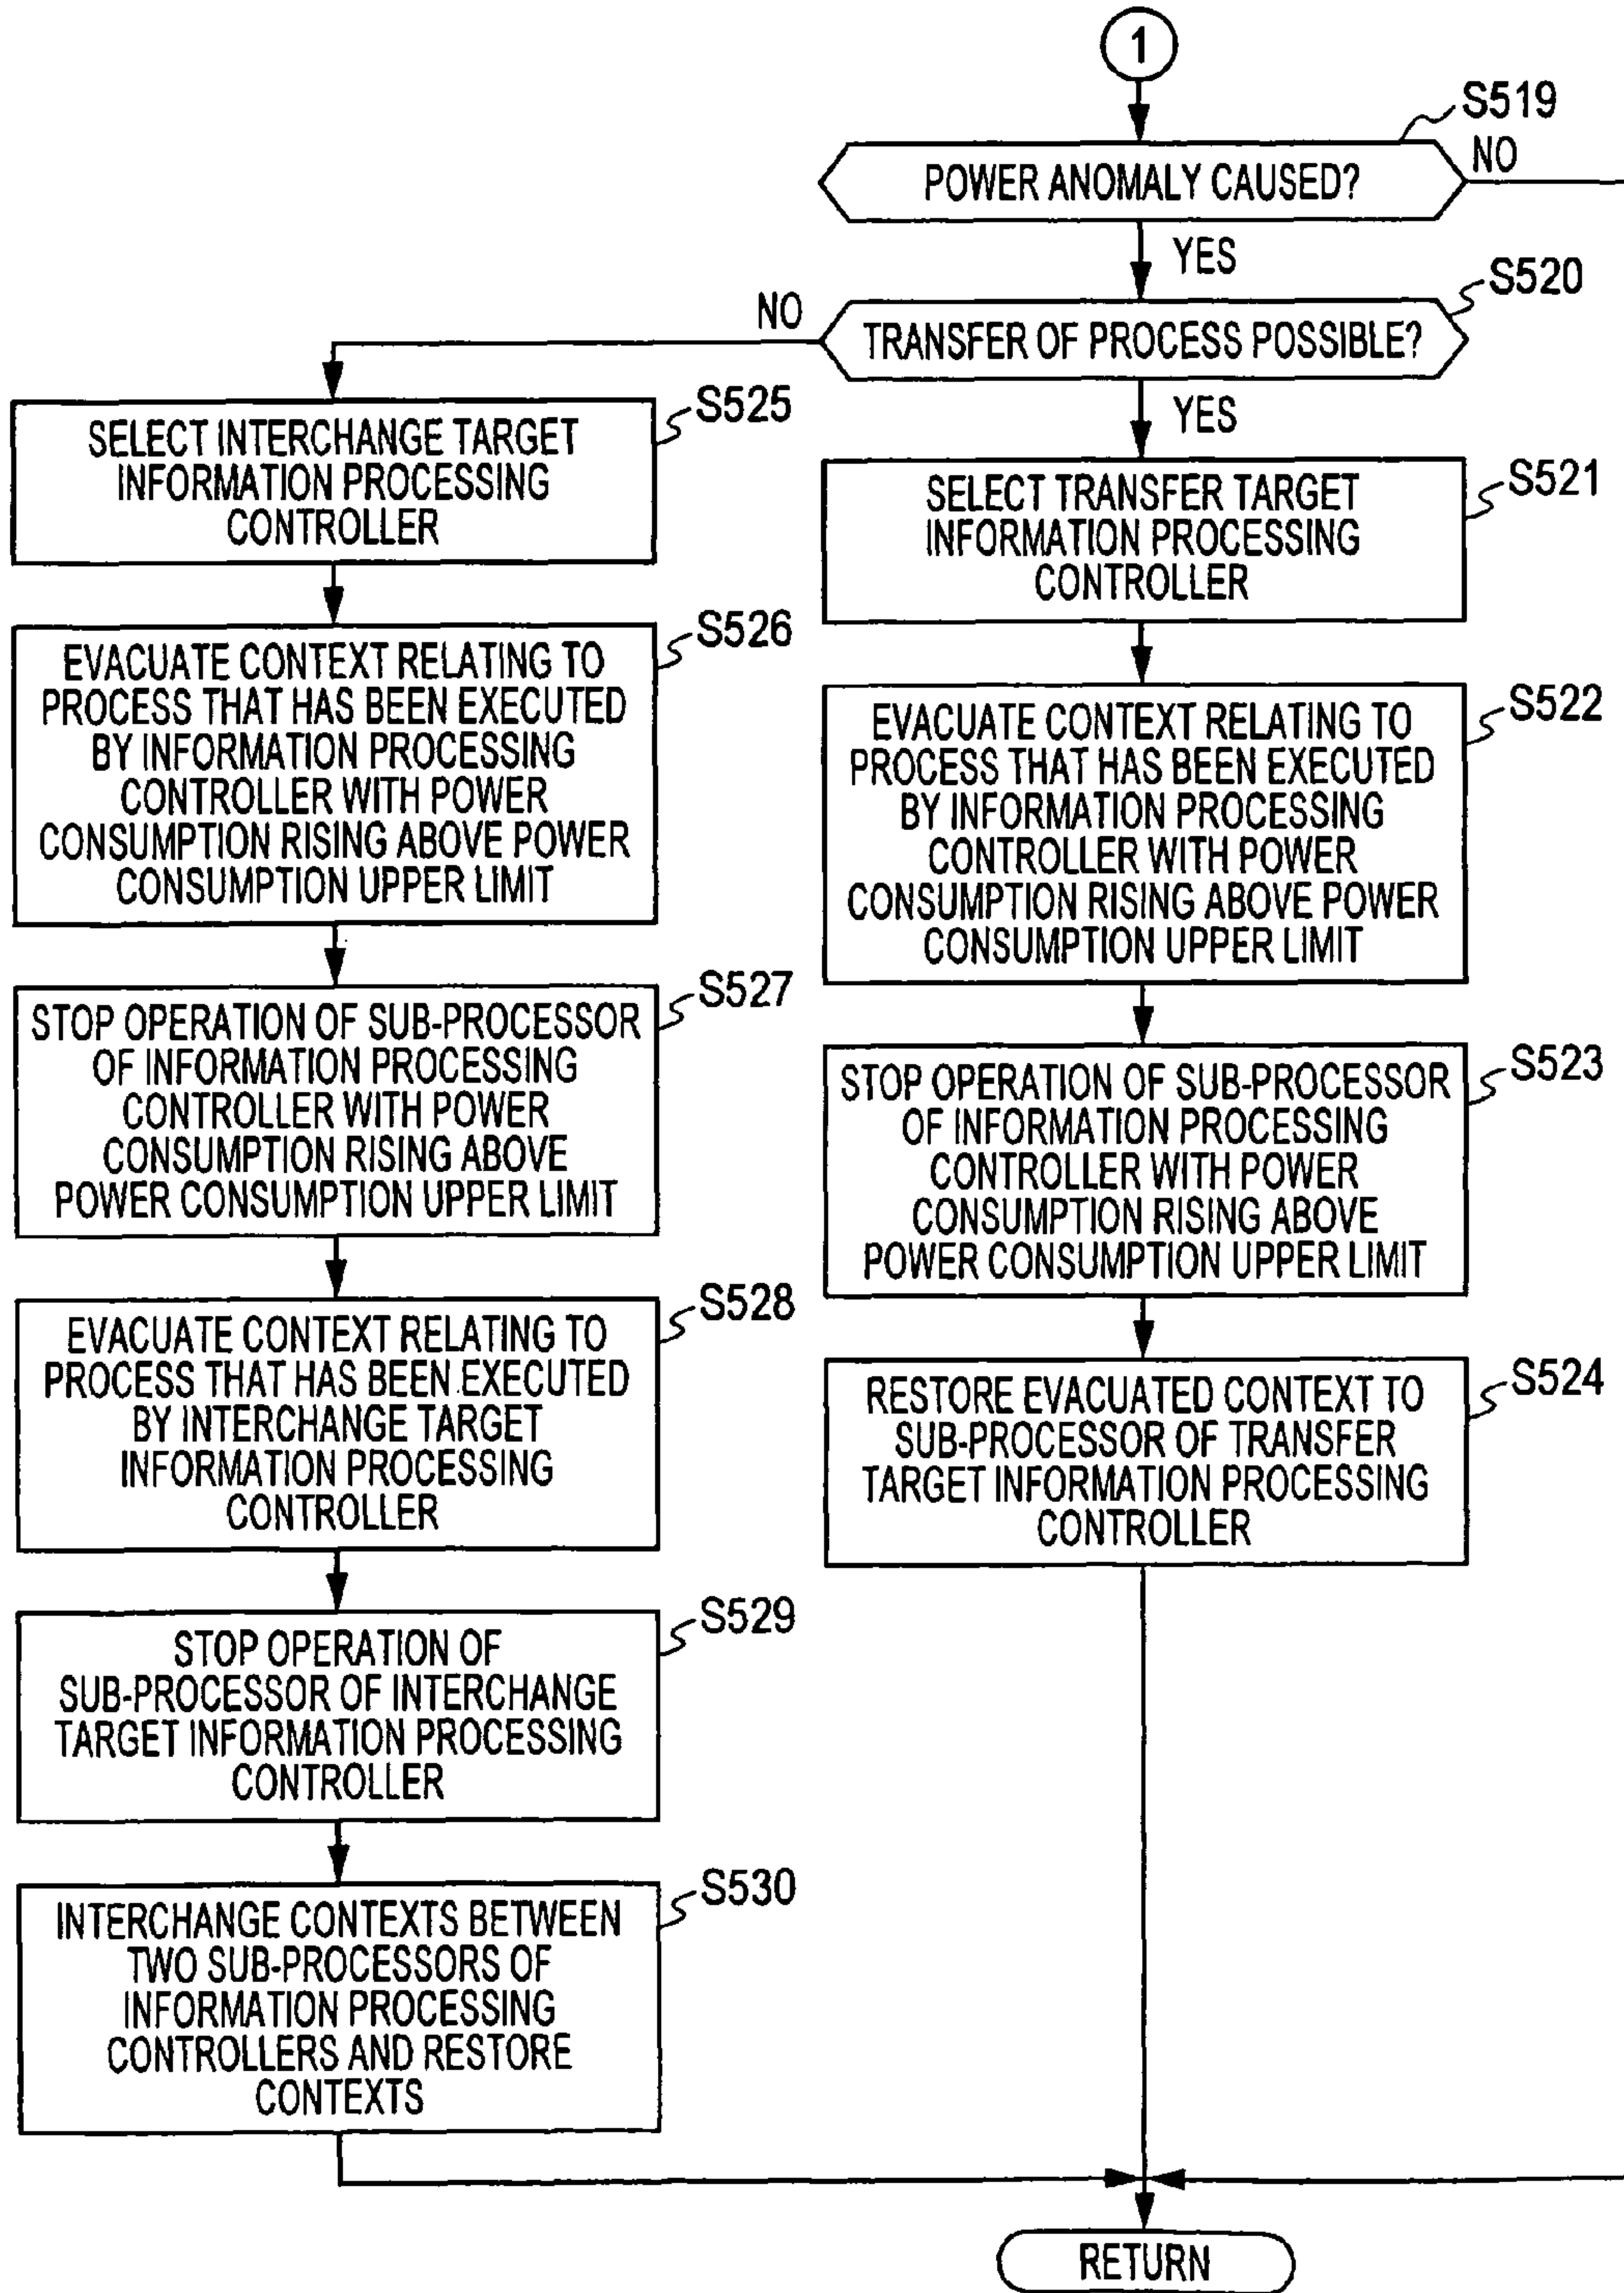 1
S519
POWER ANOMALY CAUSED?
NO
YES
S520
TRANSFER OF PROCESS POSSIBLE?
NO
YES
S525
SELECT INTERCHANGE TARGET
INFORMATION PROCESSING
CONTROLLER
S526
EVACUATE CONTEXT RELATING TO
PROCESS THAT HAS BEEN EXECUTED
BY INFORMATION PROCESSING
CONTROLLER WITH POWER
CONSUMPTION RISING ABOVE POWER
CONSUMPTION UPPER LIMIT
S527
STOP OPERATION OF SUB-PROCESSOR
OF INFORMATION PROCESSING
CONTROLLER WITH POWER
CONSUMPTION RISING ABOVE
POWER CONSUMPTION UPPER LIMIT
S528
EVACUATE CONTEXT RELATING TO
PROCESS THAT HAS BEEN EXECUTED
BY INTERCHANGE TARGET
INFORMATION PROCESSING
CONTROLLER
S529
STOP OPERATION OF
SUB-PROCESSOR OF INTERCHANGE
TARGET INFORMATION PROCESSING
CONTROLLER
S530
INTERCHANGE CONTEXTS BETWEEN
TWO SUB-PROCESSORS OF
INFORMATION PROCESSING
CONTROLLERS AND RESTORE
CONTEXTS
S521
SELECT TRANSFER TARGET
INFORMATION PROCESSING
CONTROLLER
S522
EVACUATE CONTEXT RELATING TO
PROCESS THAT HAS BEEN EXECUTED
BY INFORMATION PROCESSING
CONTROLLER WITH POWER
CONSUMPTION RISING ABOVE POWER
CONSUMPTION UPPER LIMIT
S523
STOP OPERATION OF SUB-PROCESSOR
OF INFORMATION PROCESSING
CONTROLLER WITH POWER
CONSUMPTION RISING ABOVE
POWER CONSUMPTION UPPER LIMIT
S524
RESTORE EVACUATED CONTEXT TO
SUB-PROCESSOR OF TRANSFER
TARGET INFORMATION PROCESSING
CONTROLLER
RETURN